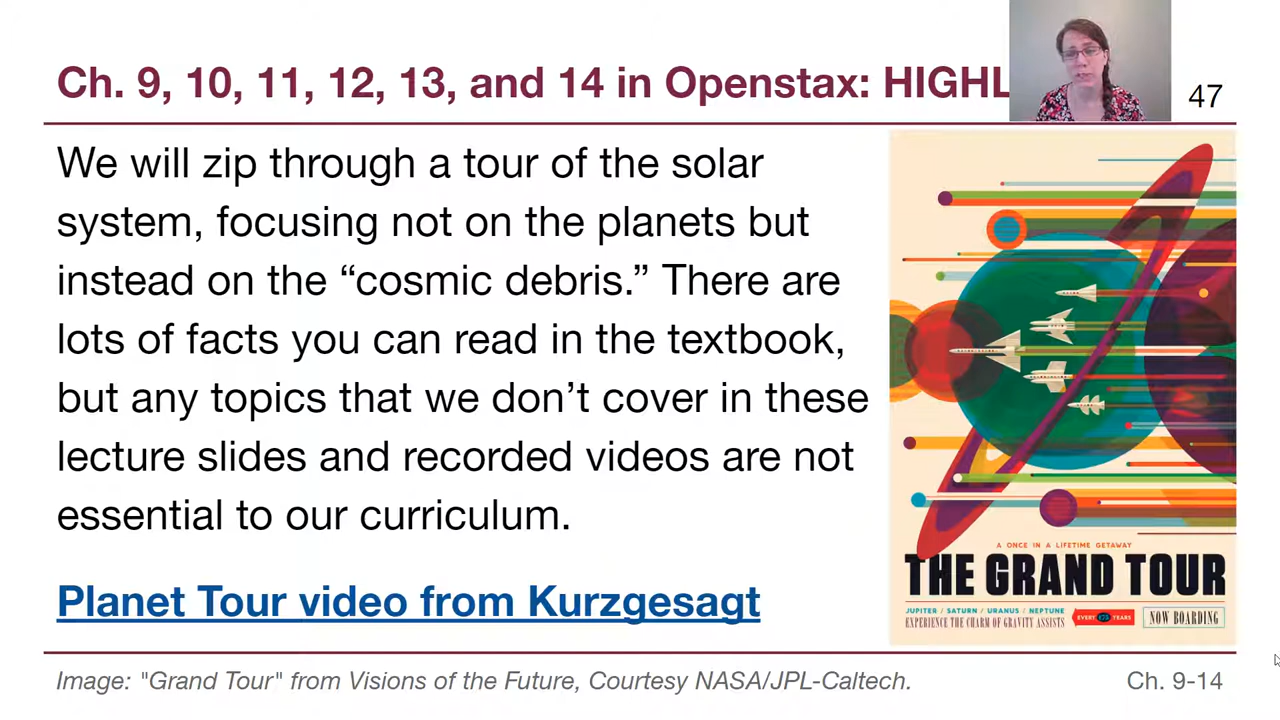 Ch. 9, 10, 11, 12, 13, and 14 in Openstax: HIGHL
47
We will zip through a tour of the solar
system, focusing not on the planets but
instead on the “cosmic debris.” There are
lots of facts you can read in the textbook,
but any topics that we don’t cover in these
lecture slides and recorded videos are not
essential to our curriculum.
Planet Tour video from Kurzgesagt
A ONCE IN A LIFETIME GETAWAY
THE GRAND TOUR
JUPITER / SATURN / URANUS / NEPTUNE
EXPERIENCE THE CHARM OF GRAVITY ASSISTS
EVERY 175 YEARS
NOW BOARDING
Image: "Grand Tour" from Visions of the Future, Courtesy NASA/JPL-Caltech.
Ch. 9-14